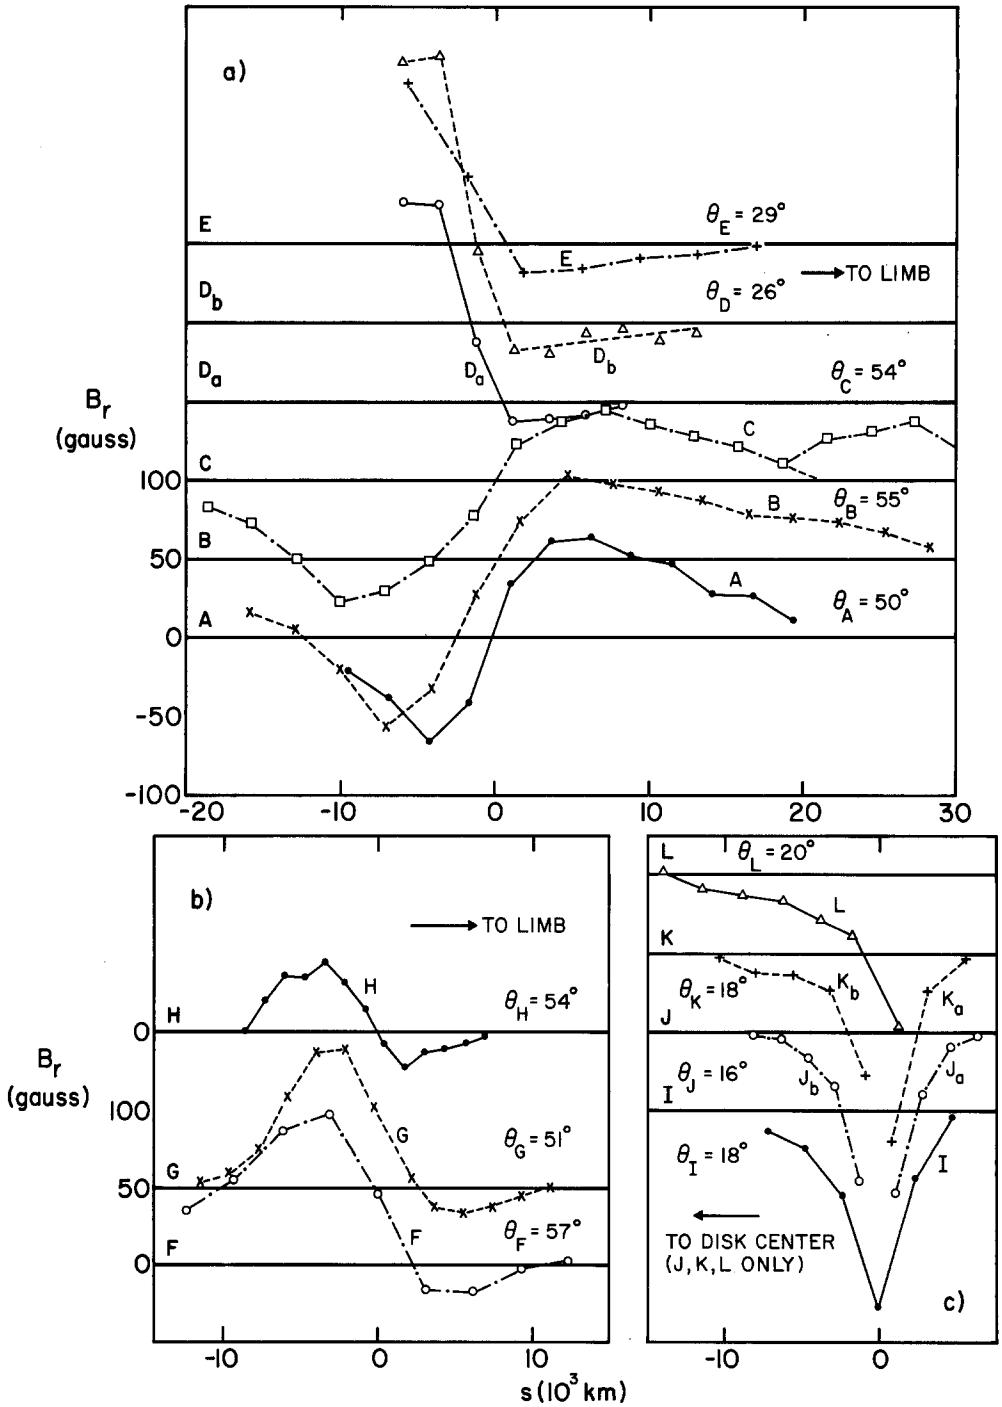 a)
E
θE = 29°
E
→ TO LIMB
Db
θD = 26°
Da
Da
Db
θC = 54°
Br
(gauss)
C
C
100
θB = 55°
B
B
50
A
A
θA = 50°
0
-50
-100
-20 -10 0 10 20 30
b)
→ TO LIMB
H
H
θH = 54°
0
Br
(gauss)
100
G
θG = 51°
G
50
F
θF = 57°
F
0
-10 0 10
L
θL = 20°
L
K
θK = 18°
Kb
Ka
J
θJ = 16°
Jb
Ja
I
θI = 18°
I
←
TO DISK CENTER
(J, K, L ONLY)
c)
-10 0
s (10³ km)